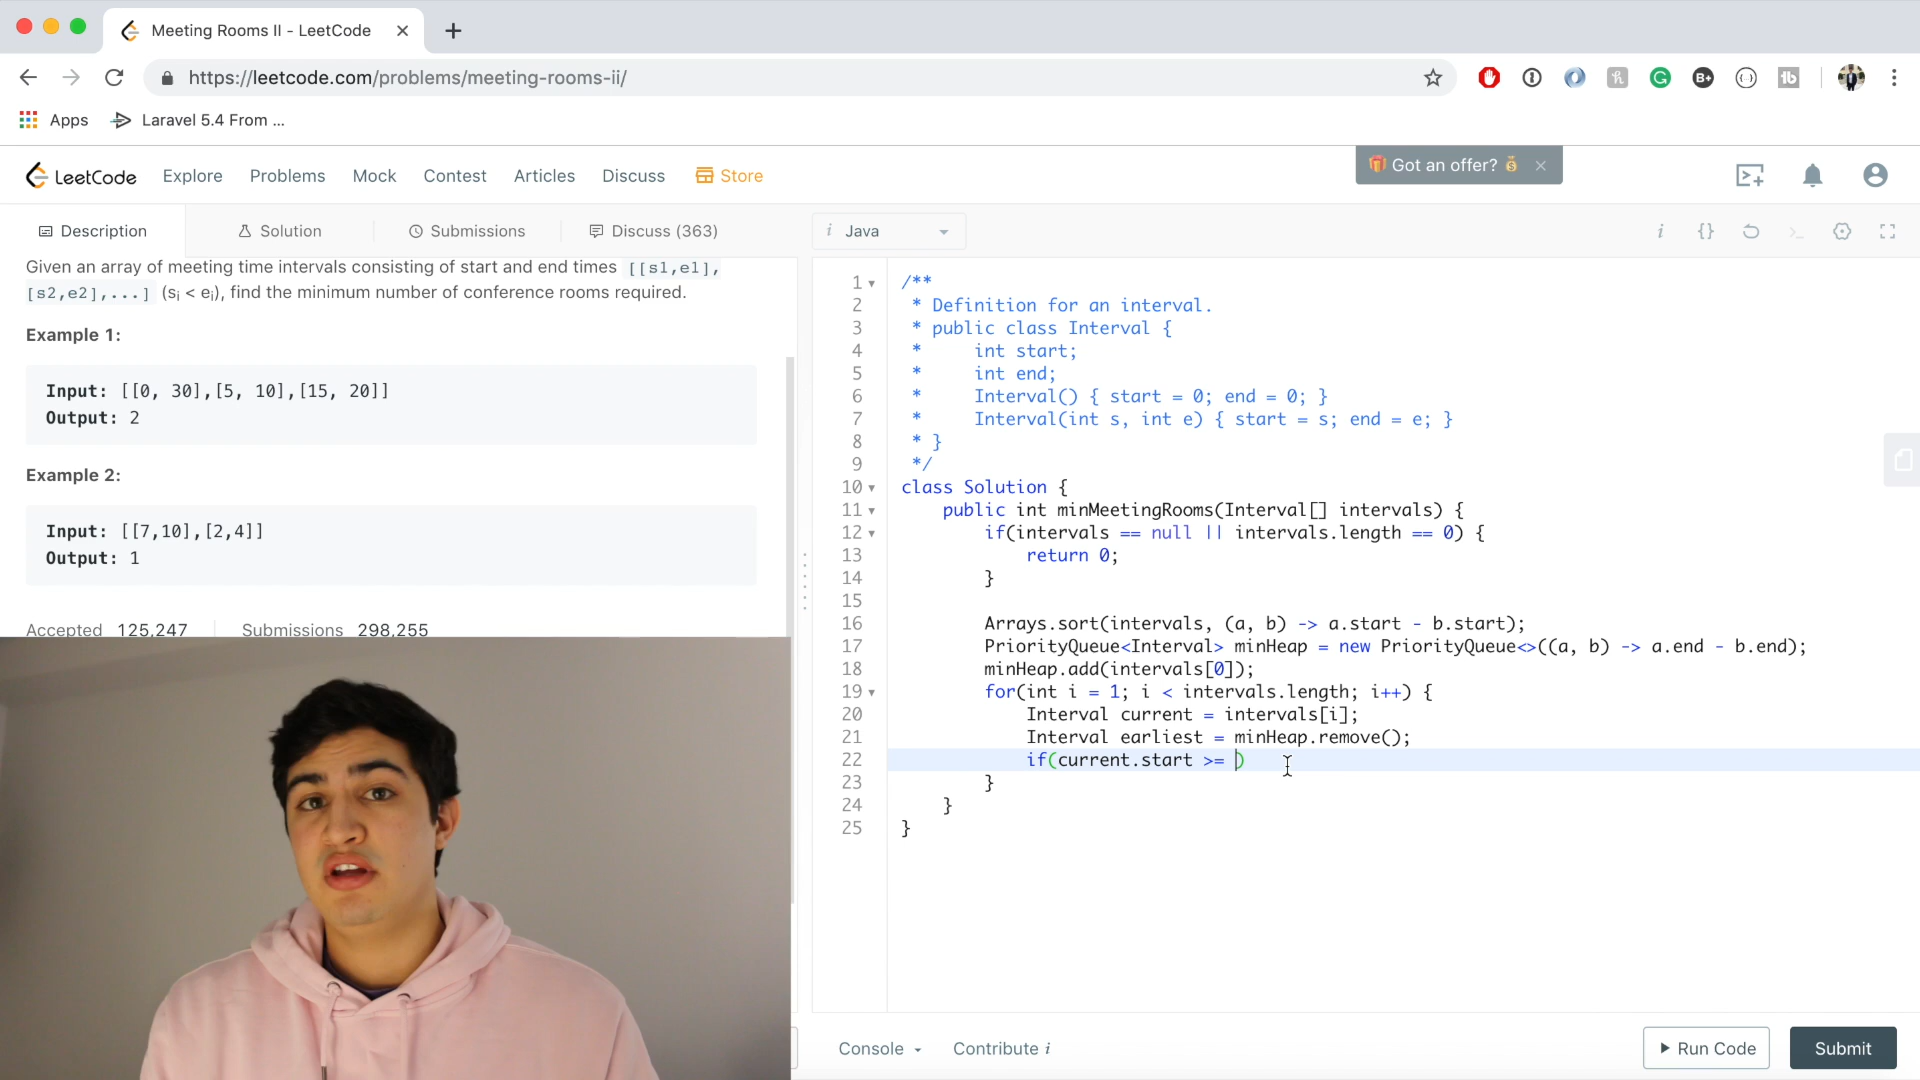 Meeting Rooms II - LeetCode
https://leetcode.com/problems/meeting-rooms-ii/
Apps Laravel 5.4 From ...
LeetCode Explore Problems Mock Contest Articles Discuss Store
Got an offer?
Description Solution Submissions Discuss (363)
Given an array of meeting time intervals consisting of start and end times [[s1,e1],
[s2,e2],...] (si < ei), find the minimum number of conference rooms required.
Example 1:
Input: [[0, 30],[5, 10],[15, 20]]
Output: 2
Example 2:
Input: [[7,10],[2,4]]
Output: 1
Accepted 125,247 Submissions 298,255
i Java
1 /**
2 * Definition for an interval.
3 * public class Interval {
4 * int start;
5 * int end;
6 * Interval() { start = 0; end = 0; }
7 * Interval(int s, int e) { start = s; end = e; }
8 * }
9 */
10 class Solution {
11 public int minMeetingRooms(Interval[] intervals) {
12 if(intervals == null || intervals.length == 0) {
13 return 0;
14 }
15
16 Arrays.sort(intervals, (a, b) -> a.start - b.start);
17 PriorityQueue<Interval> minHeap = new PriorityQueue<>((a, b) -> a.end - b.end);
18 minHeap.add(intervals[0]);
19 for(int i = 1; i < intervals.length; i++) {
20 Interval current = intervals[i];
21 Interval earliest = minHeap.remove();
22 if(current.start >= )
23 }
24 }
25 }
Console Contribute i
Run Code Submit